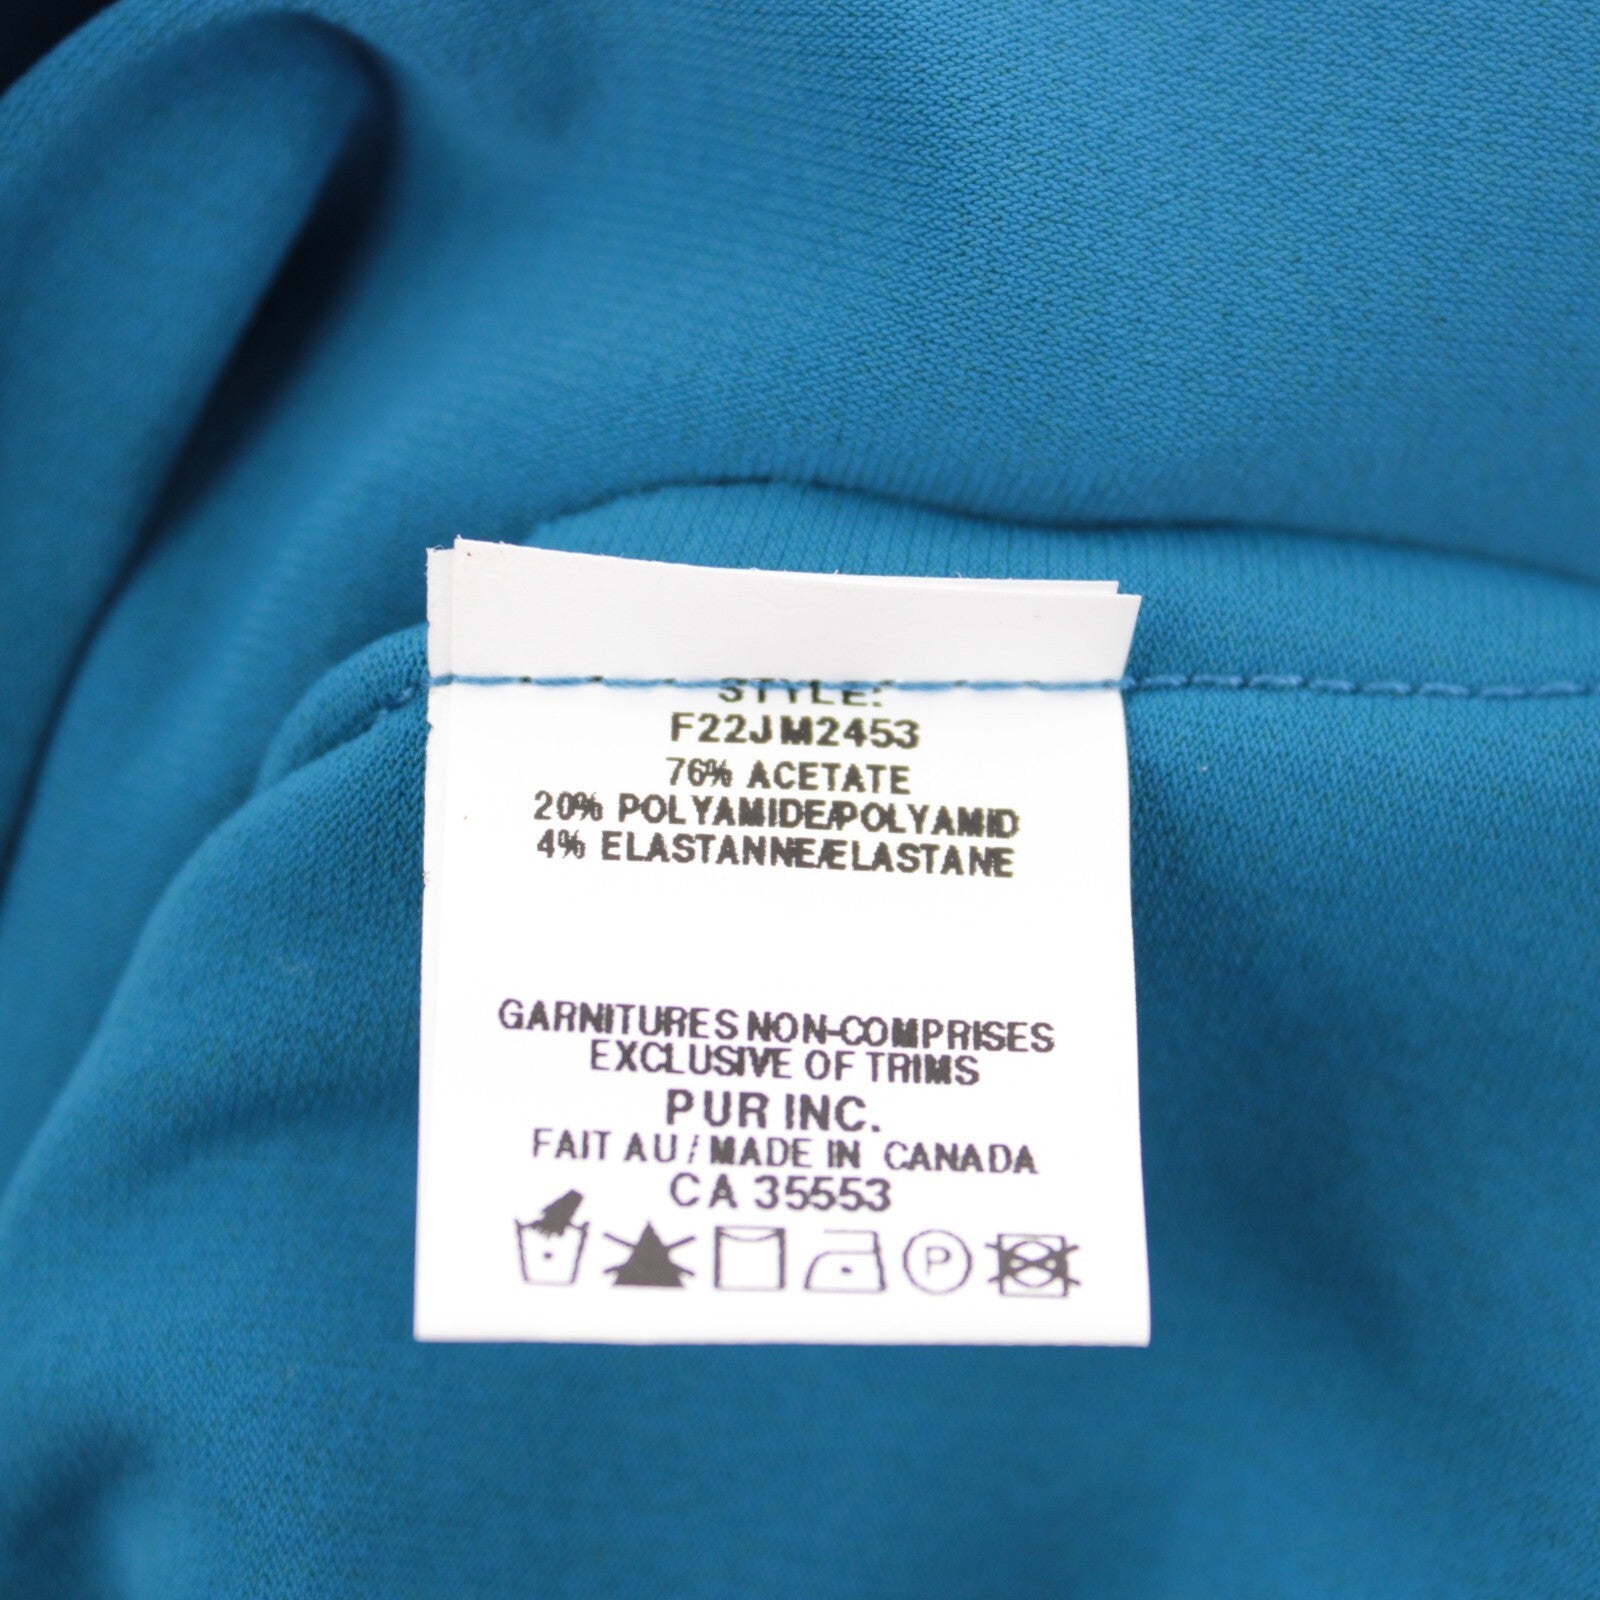 STYLE:
F22JM2453
76% ACETATE
20% POLYAMIDE/POLYAMID
4% ELASTANNE/ELASTANE
GARNITURES NON-COMPRISES
EXCLUSIVE OF TRIMS
PUR INC.
FAIT AU / MADE IN CANADA
CA 35553
P